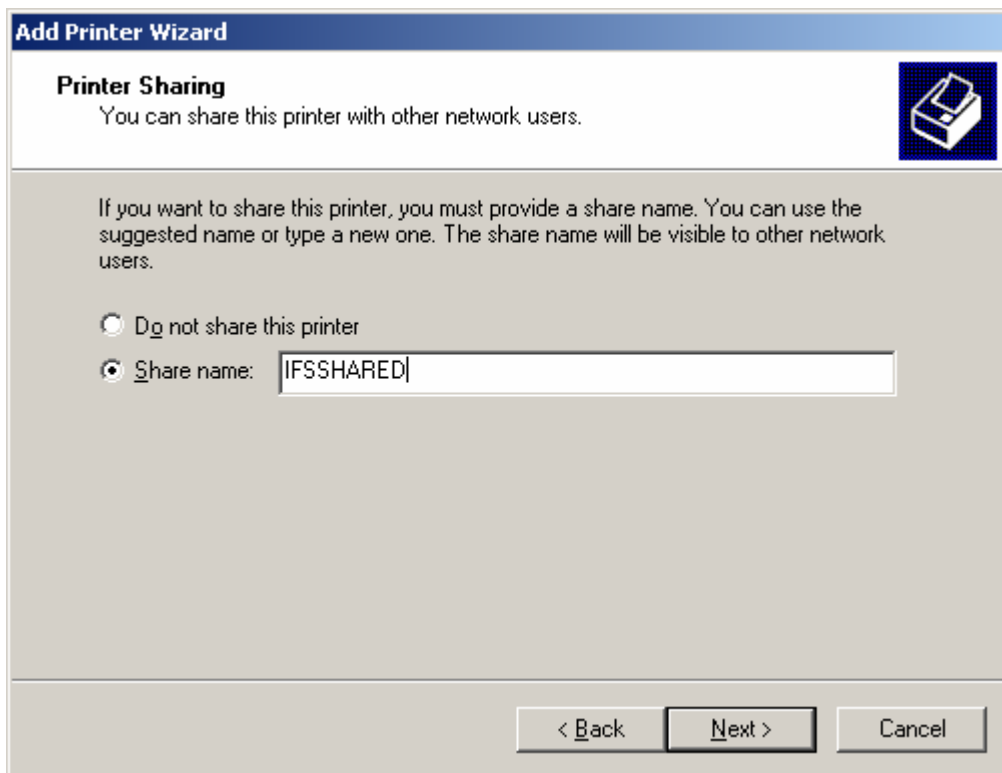 Add Printer Wizard
Printer Sharing
You can share this printer with other network users.
If you want to share this printer, you must provide a share name. You can use the
suggested name or type a new one. The share name will be visible to other network
users.
Do not share this printer
Share name: IFSSHARED
< Back Next > Cancel